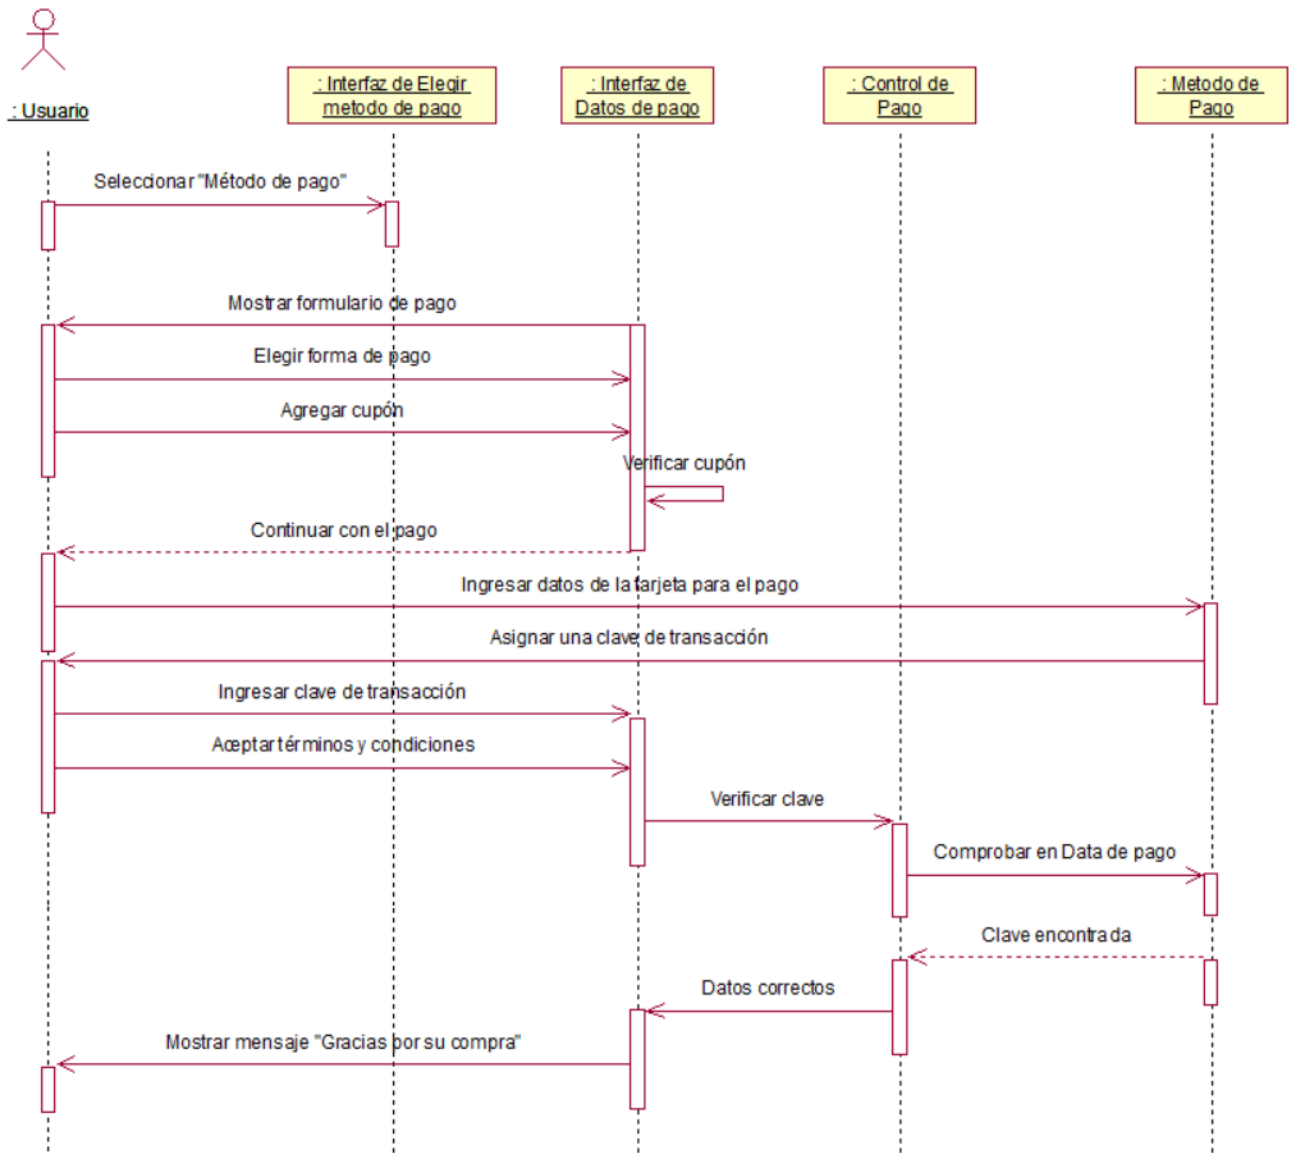 : Usuario
: Interfaz de Elegir
metodo de pago
: Interfaz de
Datos de pago
: Control de
Pago
: Metodo de
Pago
Seleccionar "Método de pago"
Mostrar formulario de pago
Elegir forma de pago
Agregar cupón
Verificar cupón
Continuar con el pago
Ingresar datos de la tarjeta para el pago
Asignar una clave de transacción
Ingresar clave de transacción
Aceptar términos y condiciones
Verificar clave
Comprobar en Data de pago
Clave encontrada
Datos correctos
Mostrar mensaje "Gracias por su compra"